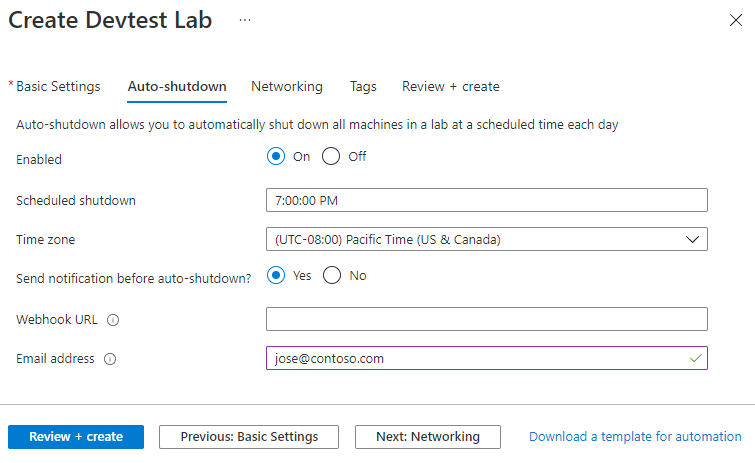 Create Devtest Lab ...
* Basic Settings Auto-shutdown Networking Tags Review + create
Auto-shutdown allows you to automatically shut down all machines in a lab at a scheduled time each day
Enabled On Off
Scheduled shutdown 7:00:00 PM
Time zone (UTC-08:00) Pacific Time (US & Canada)
Send notification before auto-shutdown? Yes No
Webhook URL
Email address jose@contoso.com
Review + create Previous: Basic Settings Next: Networking Download a template for automation